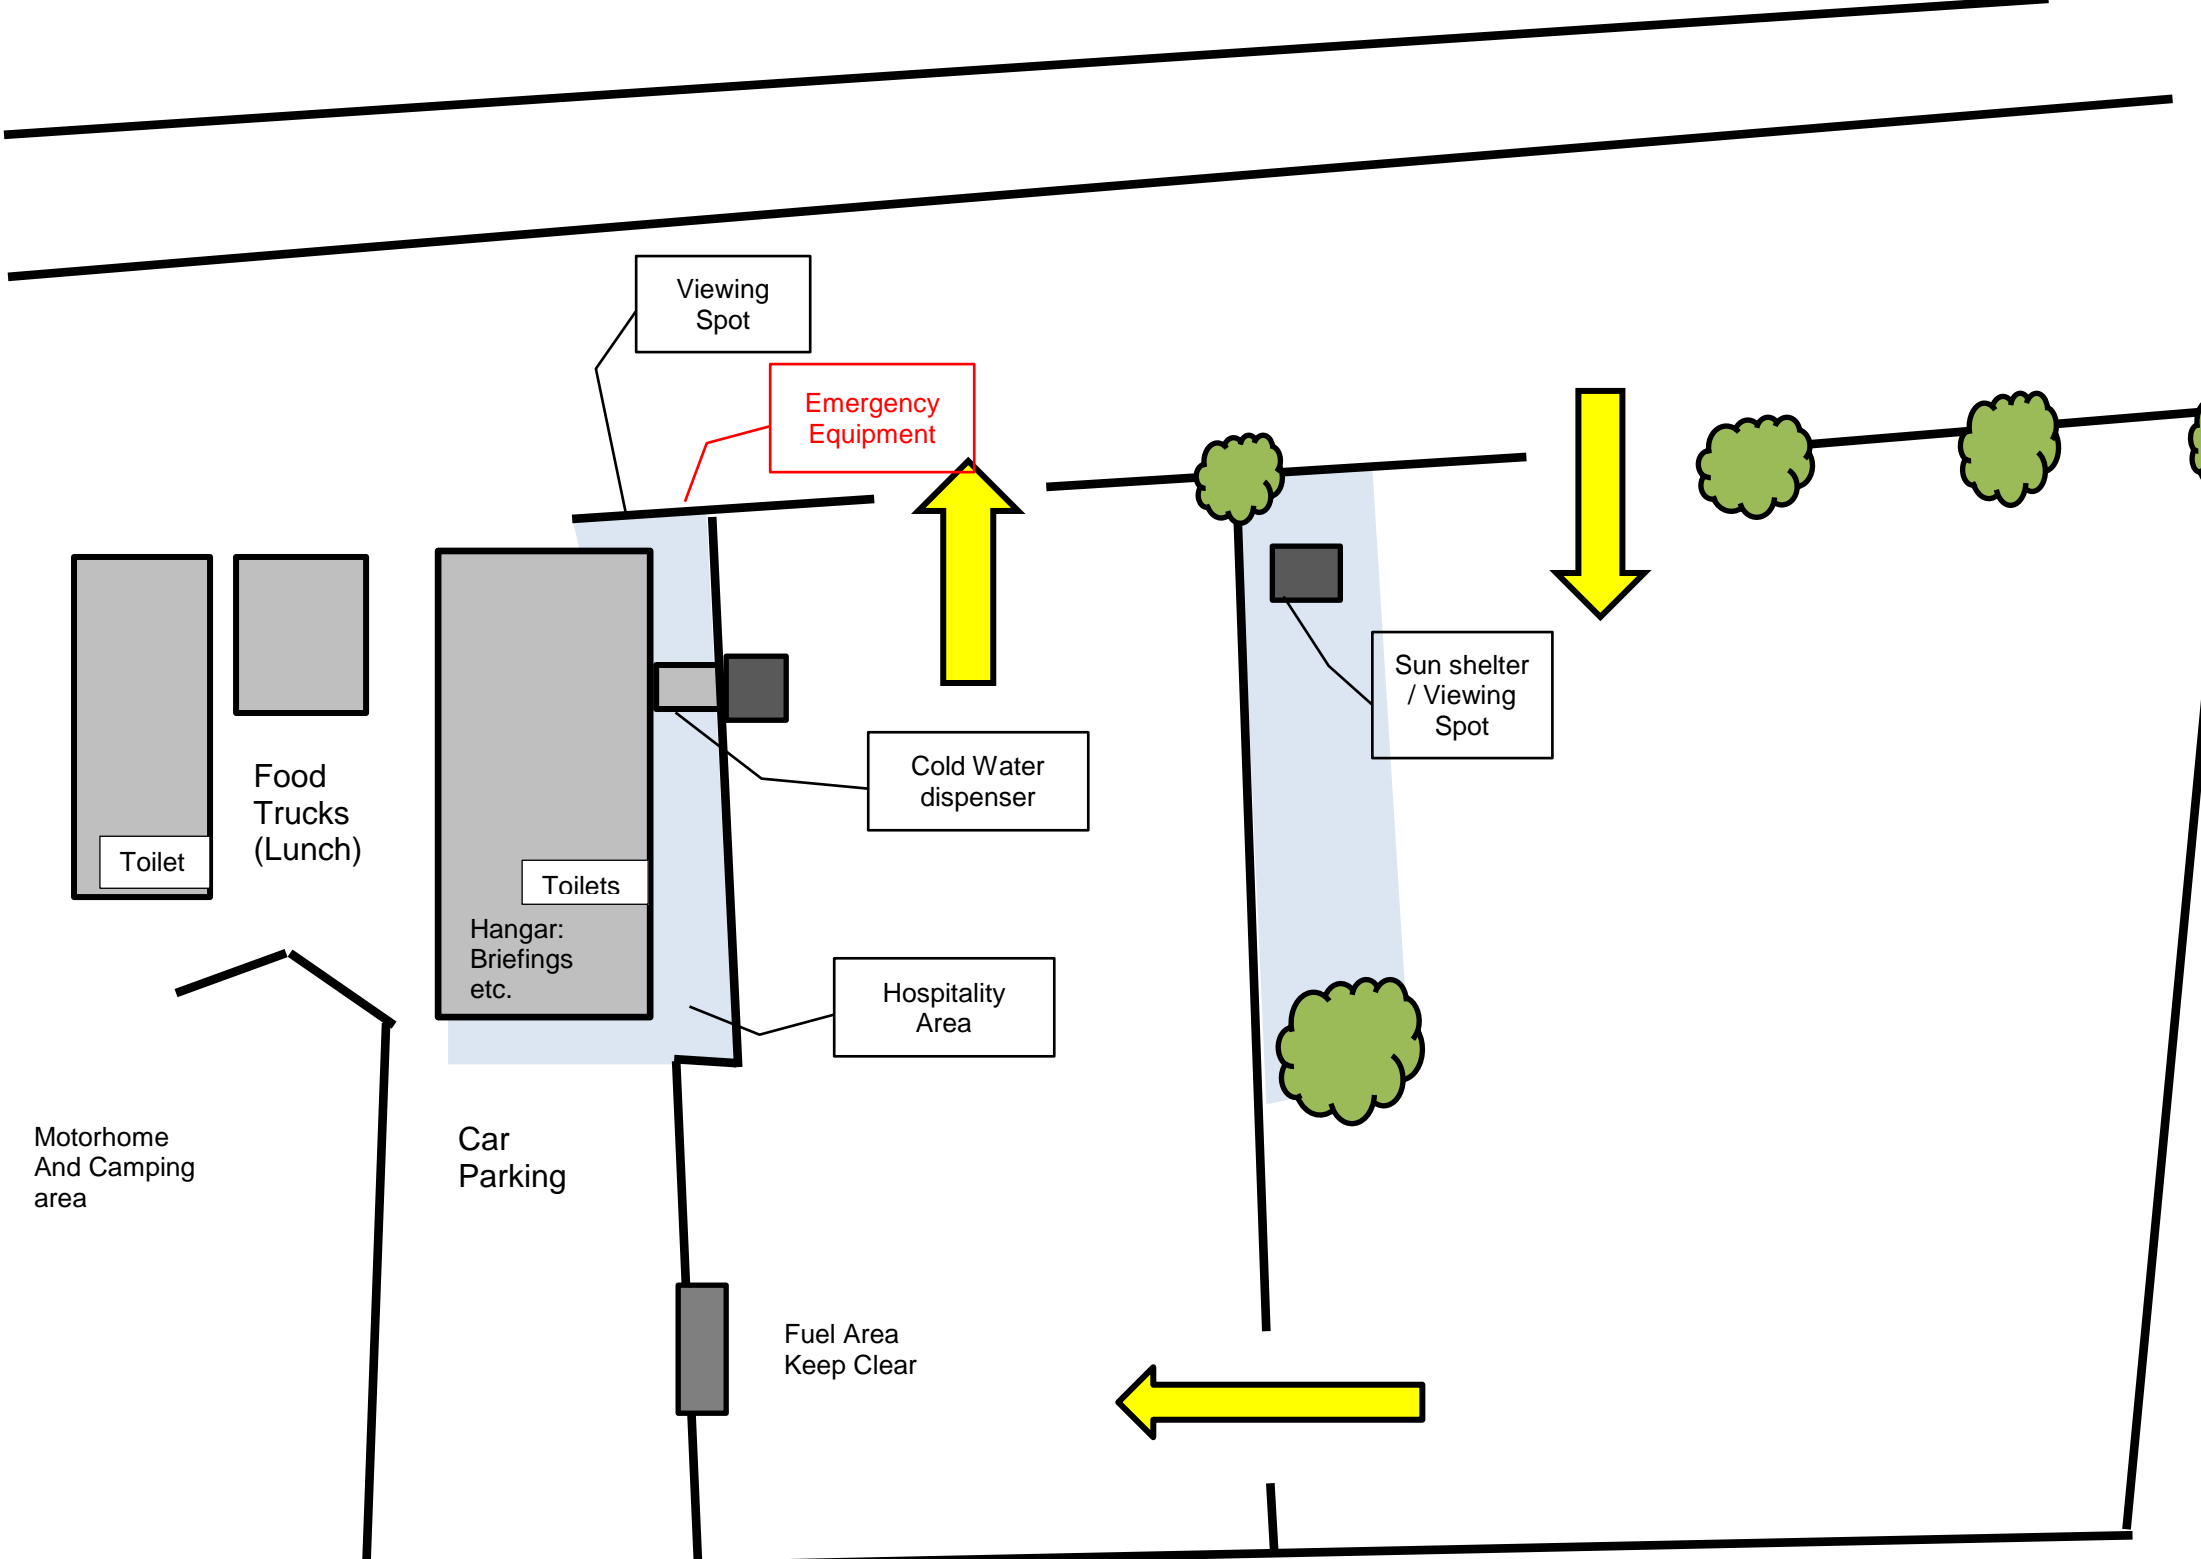 Viewing
Spot
Emergency
Equipment
Sun shelter
/ Viewing
Spot
Cold Water
dispenser
Food
Trucks
(Lunch)
Toilet
Toilets
Hangar:
Briefings
etc.
Hospitality
Area
Motorhome
And Camping
area
Car
Parking
Fuel Area
Keep Clear